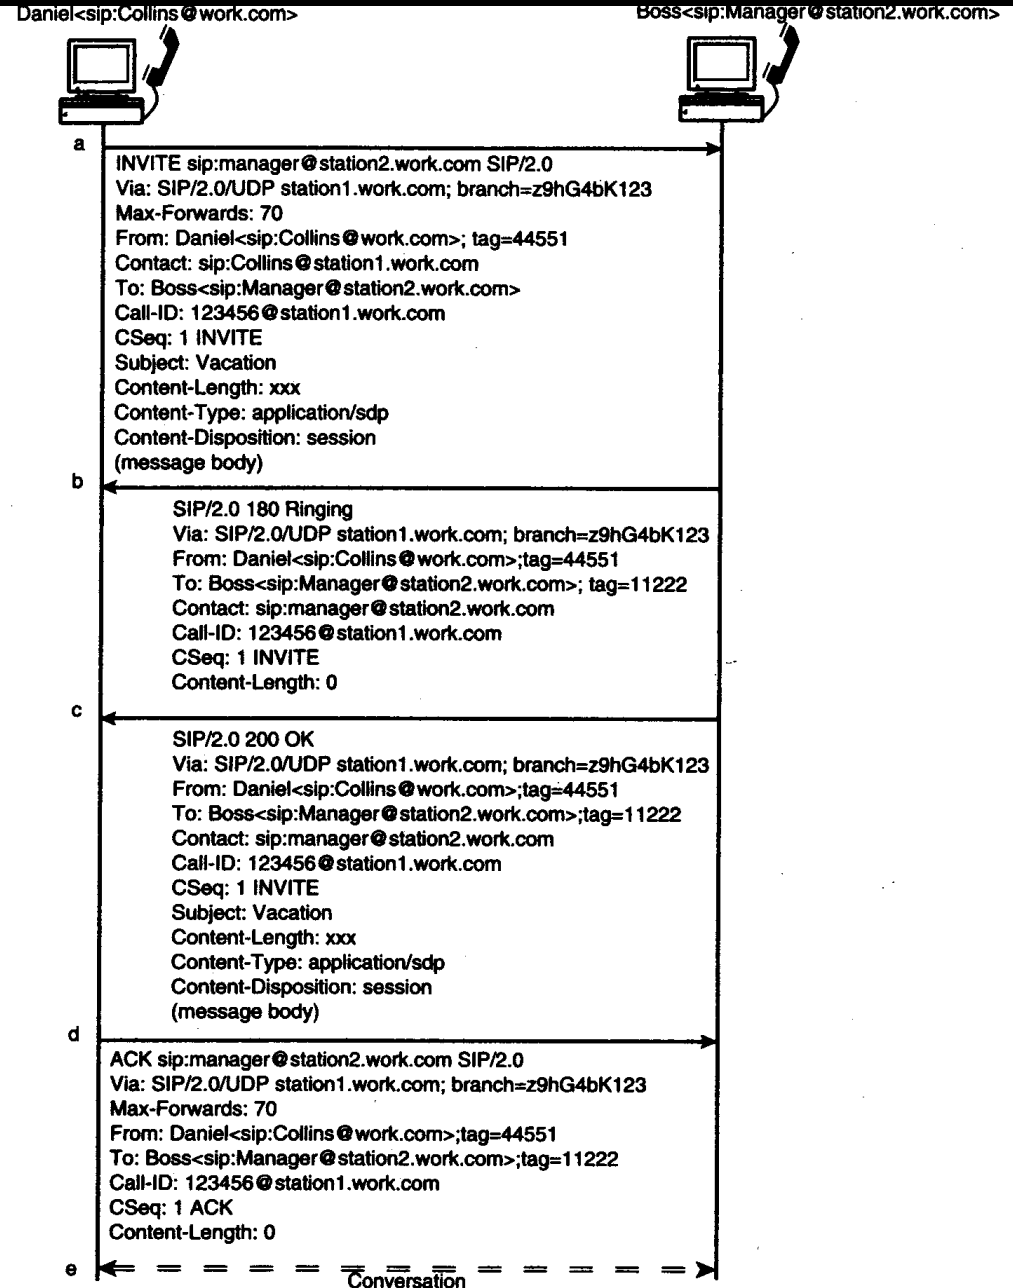 Daniel<sip:Collins@work.com>
Boss<sip:Manager@station2.work.com>
a
INVITE sip:manager@station2.work.com SIP/2.0
Via: SIP/2.0/UDP station1.work.com; branch=z9hG4bK123
Max-Forwards: 70
From: Daniel<sip:Collins@work.com>; tag=44551
Contact: sip:Collins@station1.work.com
To: Boss<sip:Manager@station2.work.com>
Call-ID: 123456@station1.work.com
CSeq: 1 INVITE
Subject: Vacation
Content-Length: xxx
Content-Type: application/sdp
Content-Disposition: session
(message body)
b
SIP/2.0 180 Ringing
Via: SIP/2.0/UDP station1.work.com; branch=z9hG4bK123
From: Daniel<sip:Collins@work.com>;tag=44551
To: Boss<sip:Manager@station2.work.com>; tag=11222
Contact: sip:manager@station2.work.com
Call-ID: 123456@station1.work.com
CSeq: 1 INVITE
Content-Length: 0
c
SIP/2.0 200 OK
Via: SIP/2.0/UDP station1.work.com; branch=z9hG4bK123
From: Daniel<sip:Collins@work.com>;tag=44551
To: Boss<sip:Manager@station2.work.com>;tag=11222
Contact: sip:manager@station2.work.com
Call-ID: 123456@station1.work.com
CSeq: 1 INVITE
Subject: Vacation
Content-Length: xxx
Content-Type: application/sdp
Content-Disposition: session
(message body)
d
ACK sip:manager@station2.work.com SIP/2.0
Via: SIP/2.0/UDP station1.work.com; branch=z9hG4bK123
Max-Forwards: 70
From: Daniel<sip:Collins@work.com>;tag=44551
To: Boss<sip:Manager@station2.work.com>;tag=11222
Call-ID: 123456@station1.work.com
CSeq: 1 ACK
Content-Length: 0
e
Conversation